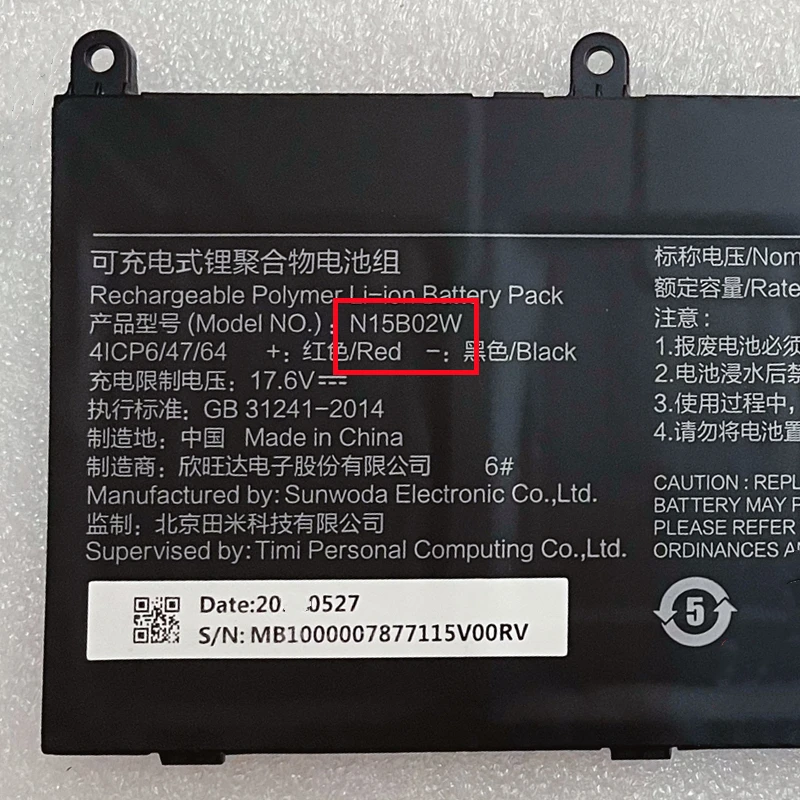 可充电式锂聚合物电池组
Rechargeable Polymer Li-ion Battery Pack
产品型号 (Model NO.) : N15B02W
4ICP6/47/64 +: 红色/Red -: 黑色/Black
充电限制电压: 17.6V⎓
执行标准: GB 31241-2014
制造地: 中国 Made in China
制造商: 欣旺达电子股份有限公司 6#
Manufactured by: Sunwoda Electronic Co.,Ltd.
监制: 北京田米科技有限公司
Supervised by: Timi Personal Computing Co.,Ltd.
Date:20 0527
S/N: MB1000007877115V00RV
标称电压/Nom
额定容量/Rate
注意:
1.报废电池必须
2.电池浸水后禁
3.使用过程中,
4.请勿将电池置
CAUTION : REPL
BATTERY MAY
PLEASE REFER
ORDINANCES
5